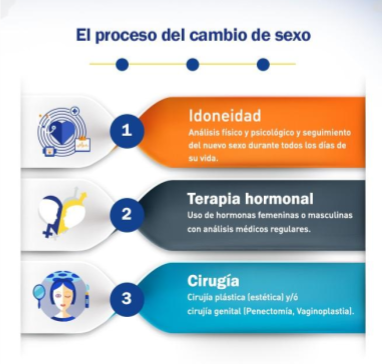 El proceso del cambio de sexo
1
Idoneidad
Análisis físico y psicológico y seguimiento
del nuevo sexo durante todos los días de
su vida.
2
Terapia hormonal
Uso de hormonas femeninas o masculinas
con análisis médicos regulares.
3
Cirugía
Cirujía plástica (estética) y/ó
cirujía genital (Penectomía, Vaginoplastia).